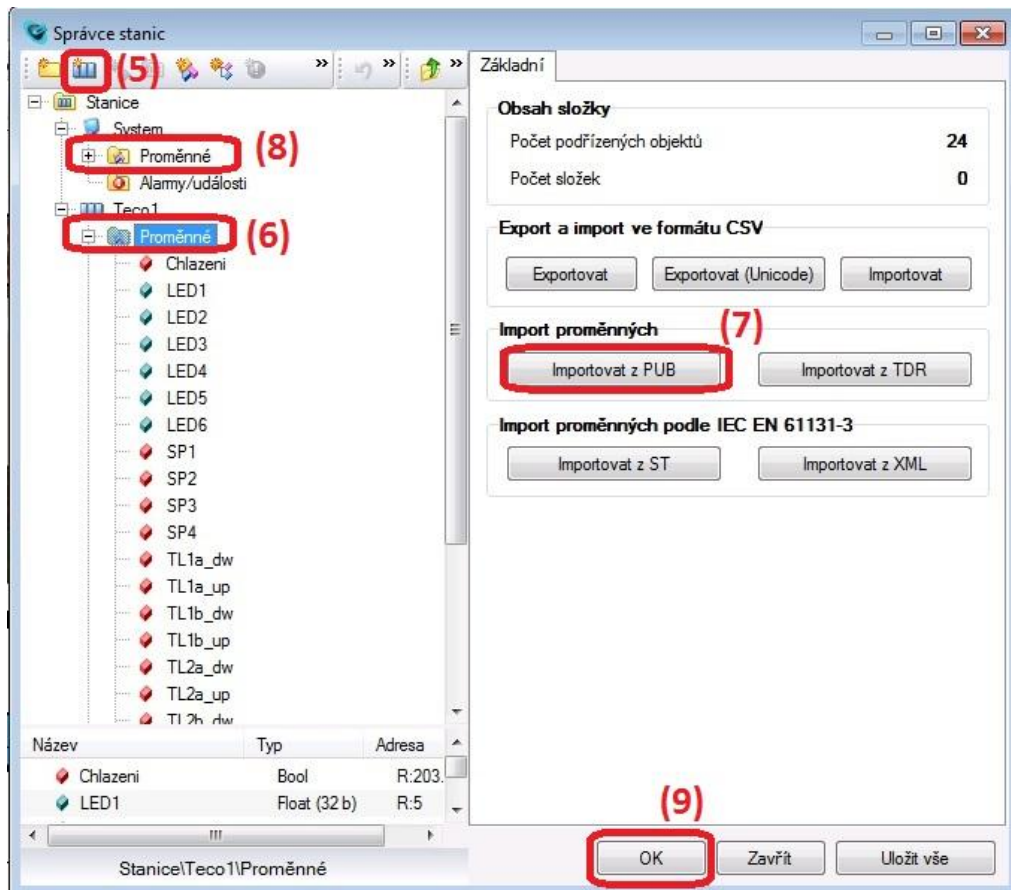 Správce stanic
(5)
Stanice
System
Proměnné
(8)
Alarmy/události
Teco1
Proměnné
(6)
Chlazeni
LED1
LED2
LED3
LED4
LED5
LED6
SP1
SP2
SP3
SP4
TL1a_dw
TL1a_up
TL1b_dw
TL1b_up
TL2a_dw
TL2a_up
TL2b_dw
Název Typ Adresa
Chlazeni Bool R:203.
LED1 Float (32 b) R:5
Stanice\Teco1\Proměnné
Základní
Obsah složky
Počet podřízených objektů 24
Počet složek 0
Export a import ve formátu CSV
Exportovat Exportovat (Unicode) Importovat
Import proměnných
(7)
Importovat z PUB Importovat z TDR
Import proměnných podle IEC EN 61131-3
Importovat z ST Importovat z XML
(9)
OK Zavřít Uložit vše